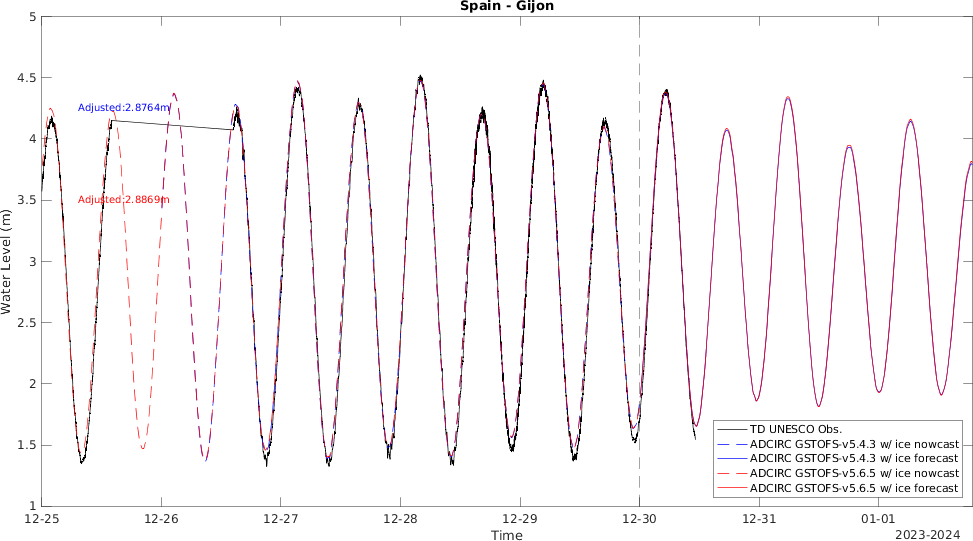 Spain - Gijon
5
4.5
4
3.5
3
2.5
2
1.5
1
Water Level (m)
Adjusted:2.8764m
Adjusted:2.8869m
TD UNESCO Obs.
ADCIRC GSTOFS-v5.4.3 w/ ice nowcast
ADCIRC GSTOFS-v5.4.3 w/ ice forecast
ADCIRC GSTOFS-v5.6.5 w/ ice nowcast
ADCIRC GSTOFS-v5.6.5 w/ ice forecast
12-25 12-26 12-27 12-28 12-29 12-30 12-31 01-01
Time
2023-2024